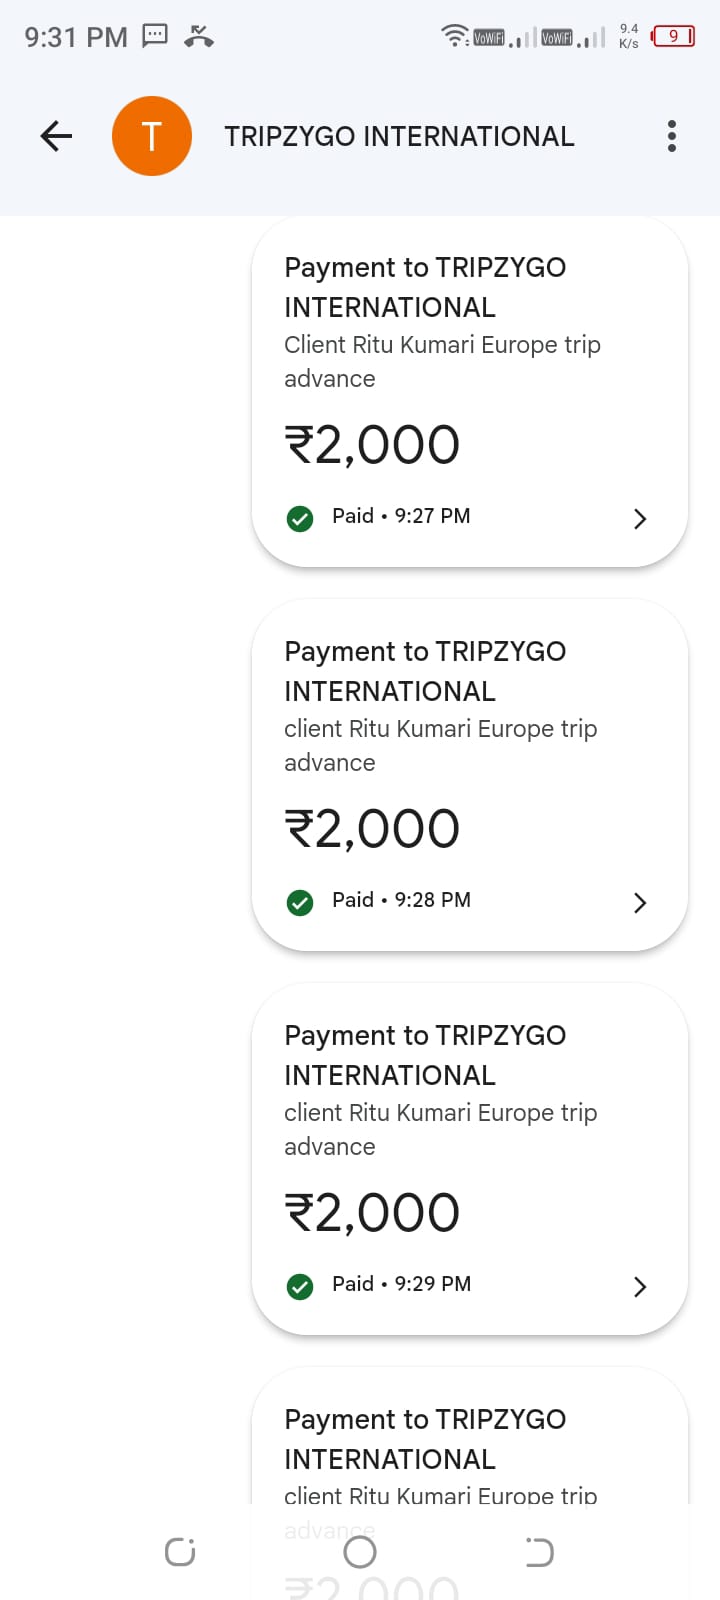 9:31 PM
VoWiFi VoWiFi 9.4 K/s 9
T TRIPZYGO INTERNATIONAL
Payment to TRIPZYGO
INTERNATIONAL
Client Ritu Kumari Europe trip
advance
₹2,000
Paid • 9:27 PM
Payment to TRIPZYGO
INTERNATIONAL
client Ritu Kumari Europe trip
advance
₹2,000
Paid • 9:28 PM
Payment to TRIPZYGO
INTERNATIONAL
client Ritu Kumari Europe trip
advance
₹2,000
Paid • 9:29 PM
Payment to TRIPZYGO
INTERNATIONAL
client Ritu Kumari Europe trip
advance
₹2,000